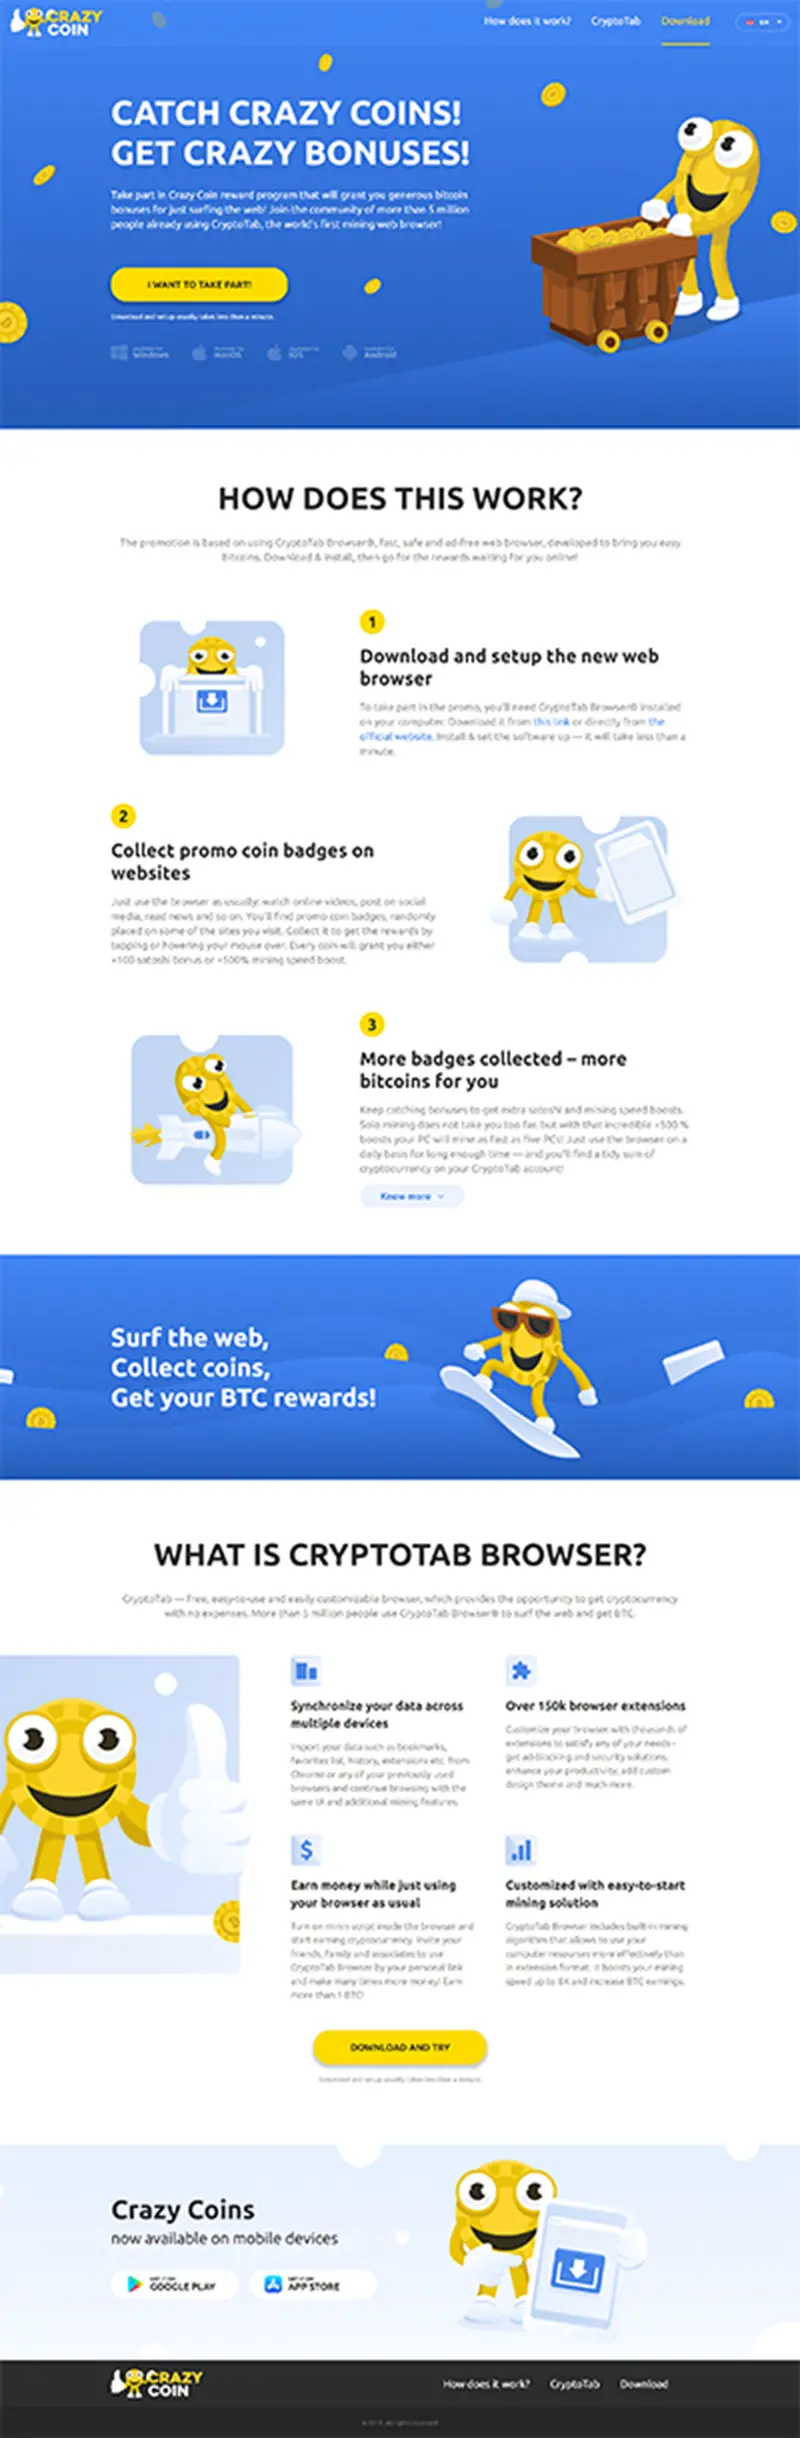 CRAZY
COIN
How does it work?
CryptoTab
Download
EN
CATCH CRAZY COINS!
GET CRAZY BONUSES!
Take part in Crazy Coin reward program that will grant you generous bitcoin
bonuses for just surfing the web! Join the community of more than 5 million
people already using CryptoTab, the world's first mining web browser!
I WANT TO TAKE PART!
Download and setup usually takes less than a minute.
Windows
macOS
iOS
Android
HOW DOES THIS WORK?
The promotion is based on using CryptoTab Browser®, fast, safe and ad-free web browser, developed to bring you easy
bitcoins. Download & install, then go for the rewards waiting for you online!
1
Download and setup the new web
browser
To take part in the promo, you'll need CryptoTab Browser® installed
on your computer. Download it from this link or directly from the
official website. Install & set the software up — it will take less than a
minute.
2
Collect promo coin badges on
websites
Just use the browser as usually: watch online videos, post on social
media, read news and so on. You'll find promo coin badges, randomly
placed on some of the sites you visit. Collect it to get the rewards by
tapping or hovering your mouse over. Every coin will grant you either
+100 satoshi bonus or +500% mining speed boost.
3
More badges collected – more
bitcoins for you
Keep catching bonuses to get extra satoshi and mining speed boosts.
Solo mining does not take you too far, but with that incredible +500 %
boosts your PC will mine as fast as five PCs! Just use the browser on a
daily basis for long enough time — and you'll find a tidy sum of
cryptocurrency on your CryptoTab account!
Know more
Surf the web,
Collect coins,
Get your BTC rewards!
WHAT IS CRYPTOTAB BROWSER?
CryptoTab — free, easy-to-use and easily customizable browser, which provides the opportunity to get cryptocurrency
with no expenses. More than 5 million people use CryptoTab Browser® to surf the web and get BTC.
Synchronize your data across
multiple devices
Import your data such as bookmarks,
favorites list, history, extensions etc. from
Chrome or any of your previously used
browsers and continue browsing with the
same UI and additional mining features.
Over 150k browser extensions
Customize your browser with thousands of
extensions to satisfy any of your needs -
get ad-blocking and security solutions,
enhance your productivity, add custom
design theme and much more.
Earn money while just using
your browser as usual
Turn on minin script inside the browser and
start earning cryptocurrency. Invite your
friends, family and associates to use
CryptoTab Browser by your personal link
and make many times more money! Earn
more than 1 BTC!
Customized with easy-to-start
mining solution
CryptoTab Browser includes built-in mining
algorithm that allows to use your
computer resourses more effectively than
in extension format. It boosts your mining
speed up to 8X and increase BTC earnings.
DOWNLOAD AND TRY
Download and setup usually takes less than a minute.
Crazy Coins
now available on mobile devices
GET IT ON
GOOGLE PLAY
GET IT ON
APP STORE
CRAZY
COIN
How does it work?
CryptoTab
Download